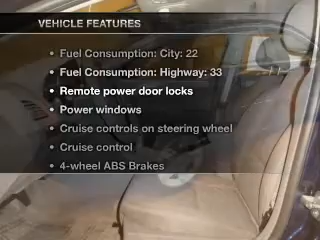 VEHICLE FEATURES
• Fuel Consumption: City: 22
• Fuel Consumption: Highway: 33
• Remote power door locks
• Power windows
• Cruise controls on steering wheel
• Cruise control
• 4-wheel ABS Brakes